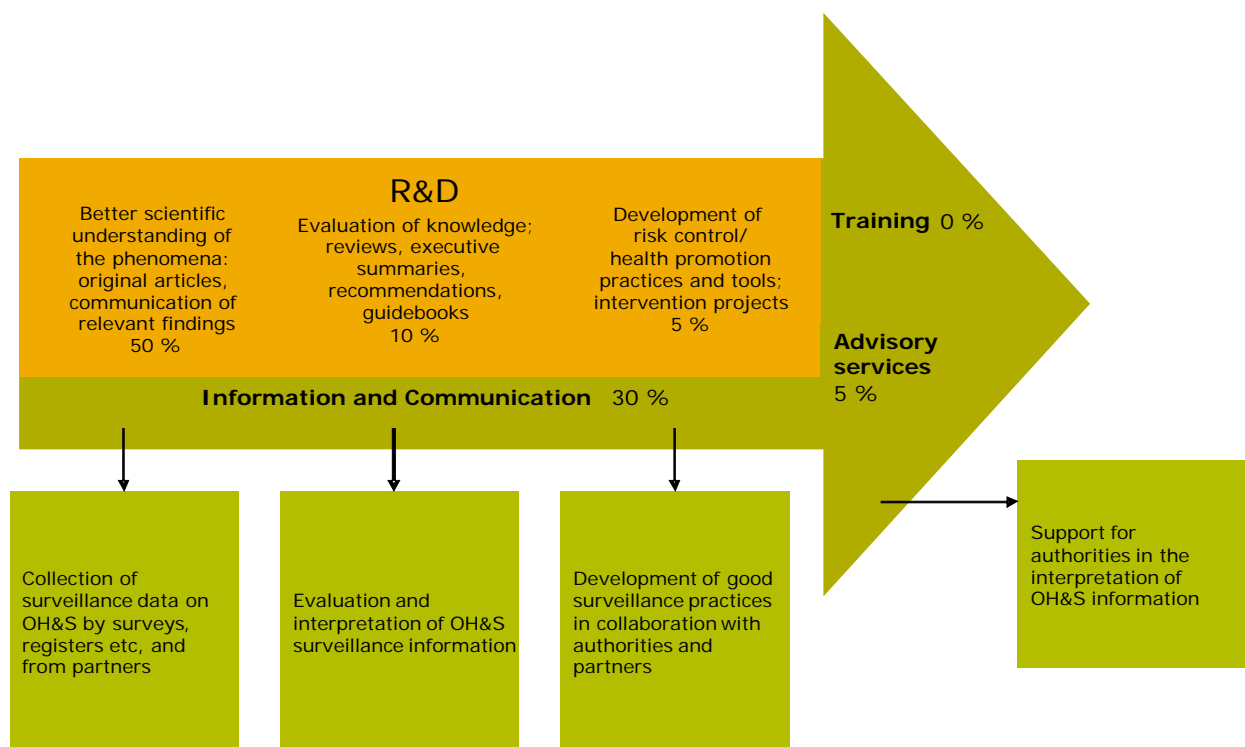 R&D
Better scientific
understanding of
the phenomena:
original articles,
communication of
relevant findings
50 %
Evaluation of knowledge;
reviews, executive
summaries,
recommendations,
guidebooks
10 %
Development of
risk control/
health promotion
practices and tools;
intervention projects
5 %
Training 0 %
Advisory
services
5 %
Information and Communication 30 %
Collection of
surveillance data on
OH&S by surveys,
registers etc, and
from partners
Evaluation and
interpretation of OH&S
surveillance information
Development of good
surveillance practices
in collaboration with
authorities and
partners
Support for
authorities in the
interpretation of
OH&S information